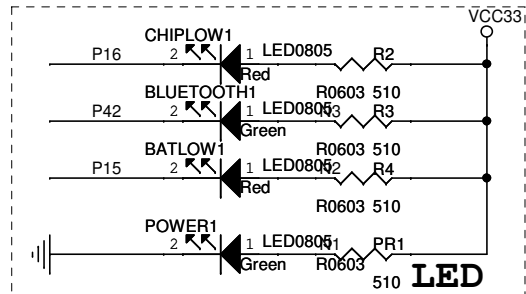 VCC33
CHIPLOW1
P16 2 1 LED0805 R2
Red
R0603 510
BLUETOOTH1
P42 2 1 LED0805 N3 R3
Green
R0603 510
BATLOW1
P15 2 1 LED0805 N2 R4
Red
R0603 510
POWER1
2 1 LED0805 N1 PR1
Green R0603
510 LED